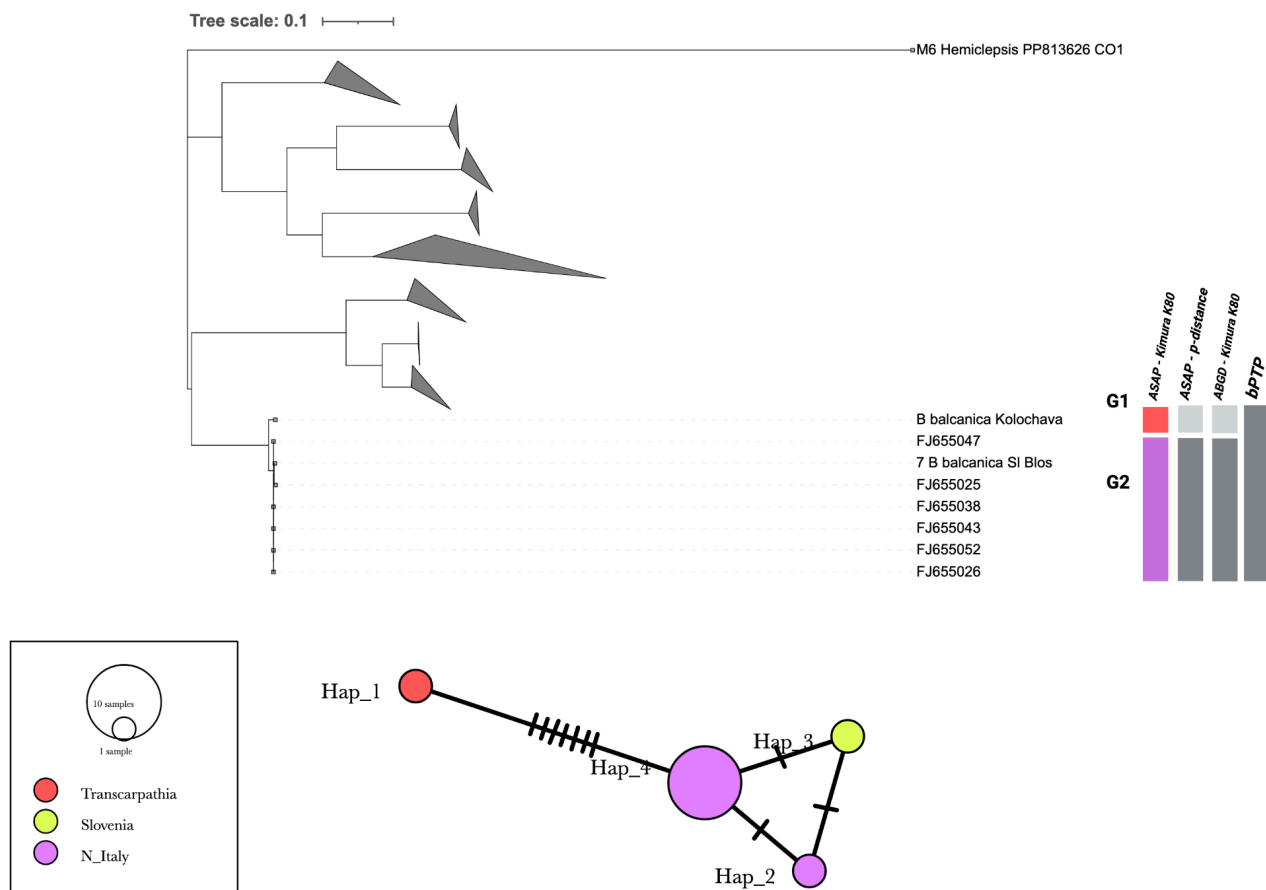 Tree scale: 0.1
M6 Hemiclepsis PP813626 CO1
ASAP - Kimura K80
ASAP - p-distance
ABGD - Kimura K80
bPTP
G1
B balcanica Kolochava
FJ655047
7 B balcanica Sl Blos
G2
FJ655025
FJ655038
FJ655043
FJ655052
FJ655026
10 samples
1 sample
Transcarpathia
Slovenia
N_Italy
Hap_1
Hap_3
Hap_4
Hap_2